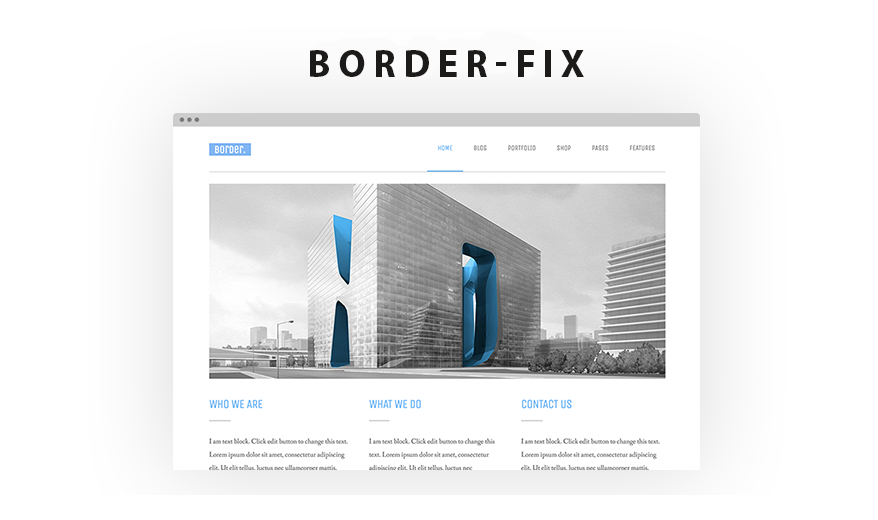 BORDER-FIX
Border.
HOME BLOG PORTFOLIO SHOP PAGES FEATURES
WHO WE ARE
I am text block. Click edit button to change this text.
Lorem ipsum dolor sit amet, consectetur adipiscing
elit. Ut elit tellus, luctus nec ullamcorper mattis,
WHAT WE DO
I am text block. Click edit button to change this
text. Lorem ipsum dolor sit amet, consectetur
adipiscing elit. Ut elit tellus, luctus nec
CONTACT US
I am text block. Click edit button to change this text.
Lorem ipsum dolor sit amet, consectetur adipiscing
elit. Ut elit tellus, luctus nec ullamcorper mattis.